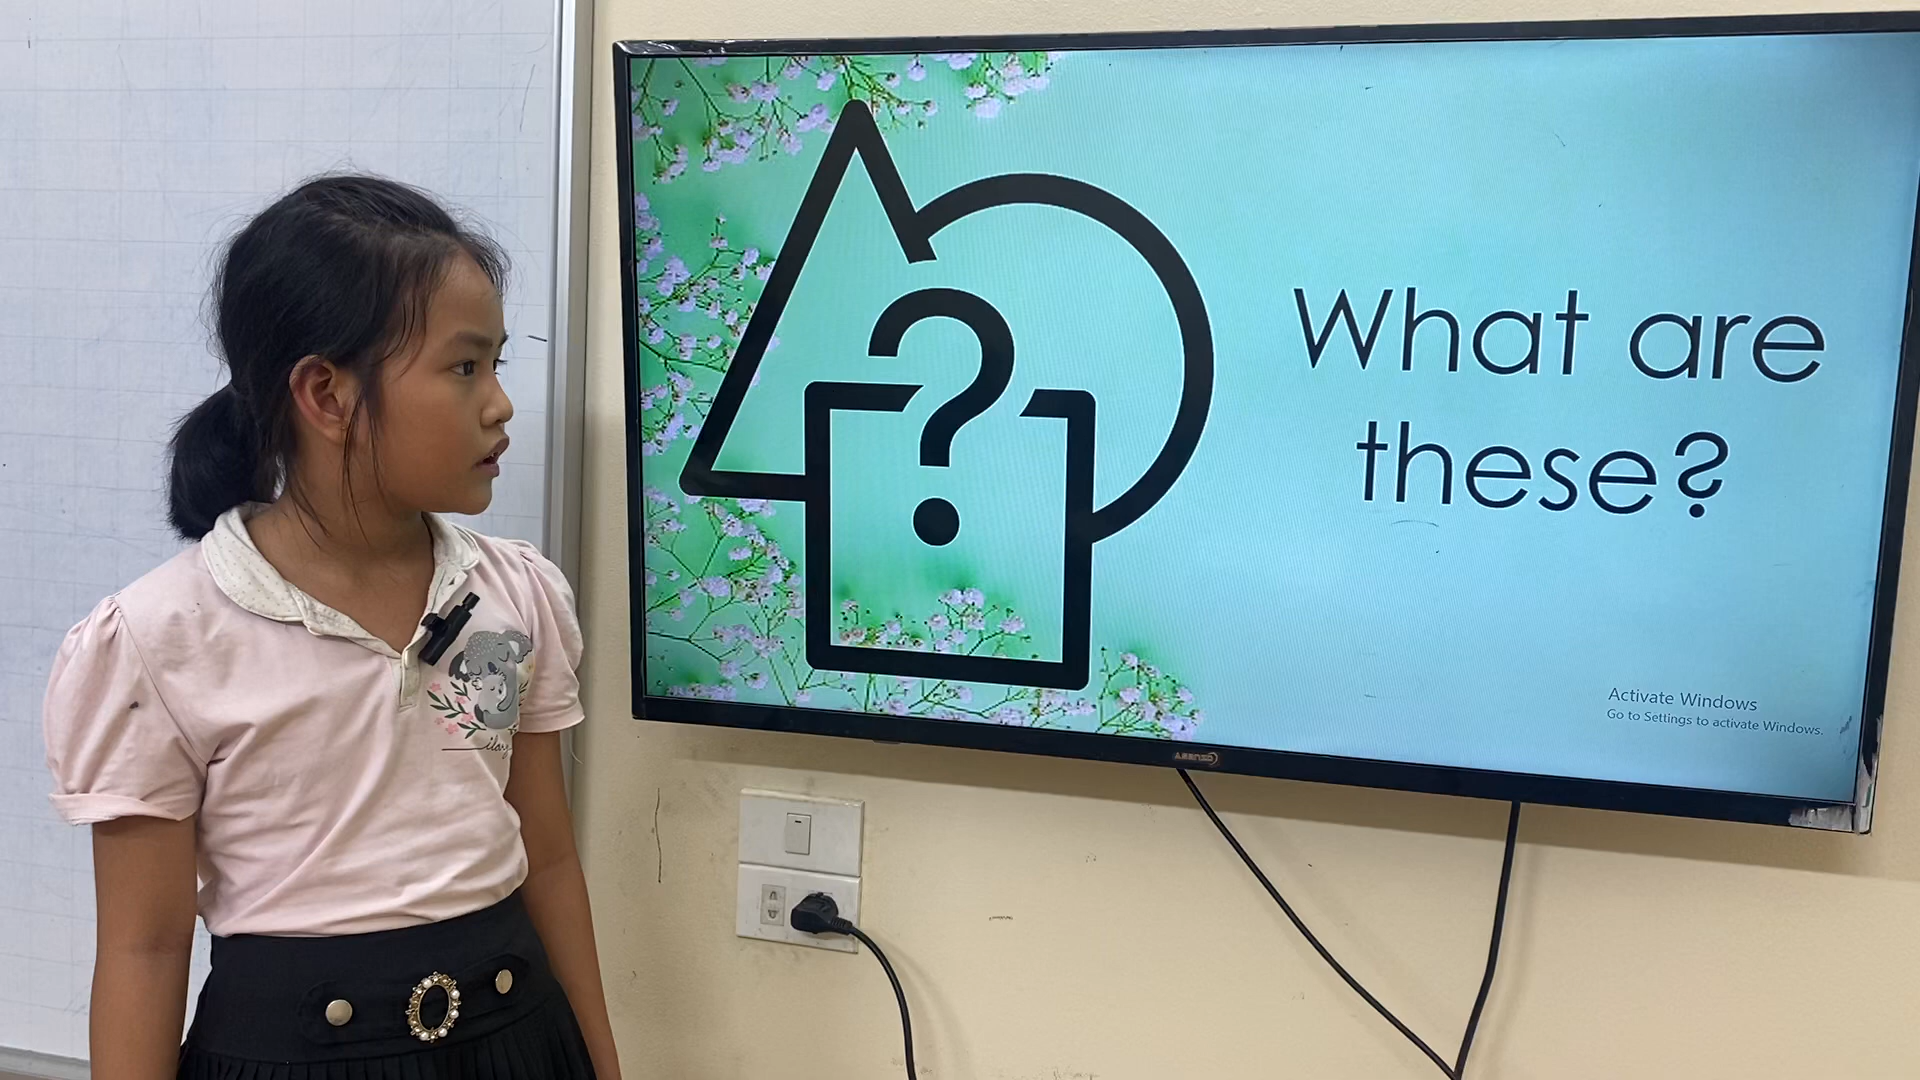 ?
What are
these?
Activate Windows
Go to Settings to activate Windows.